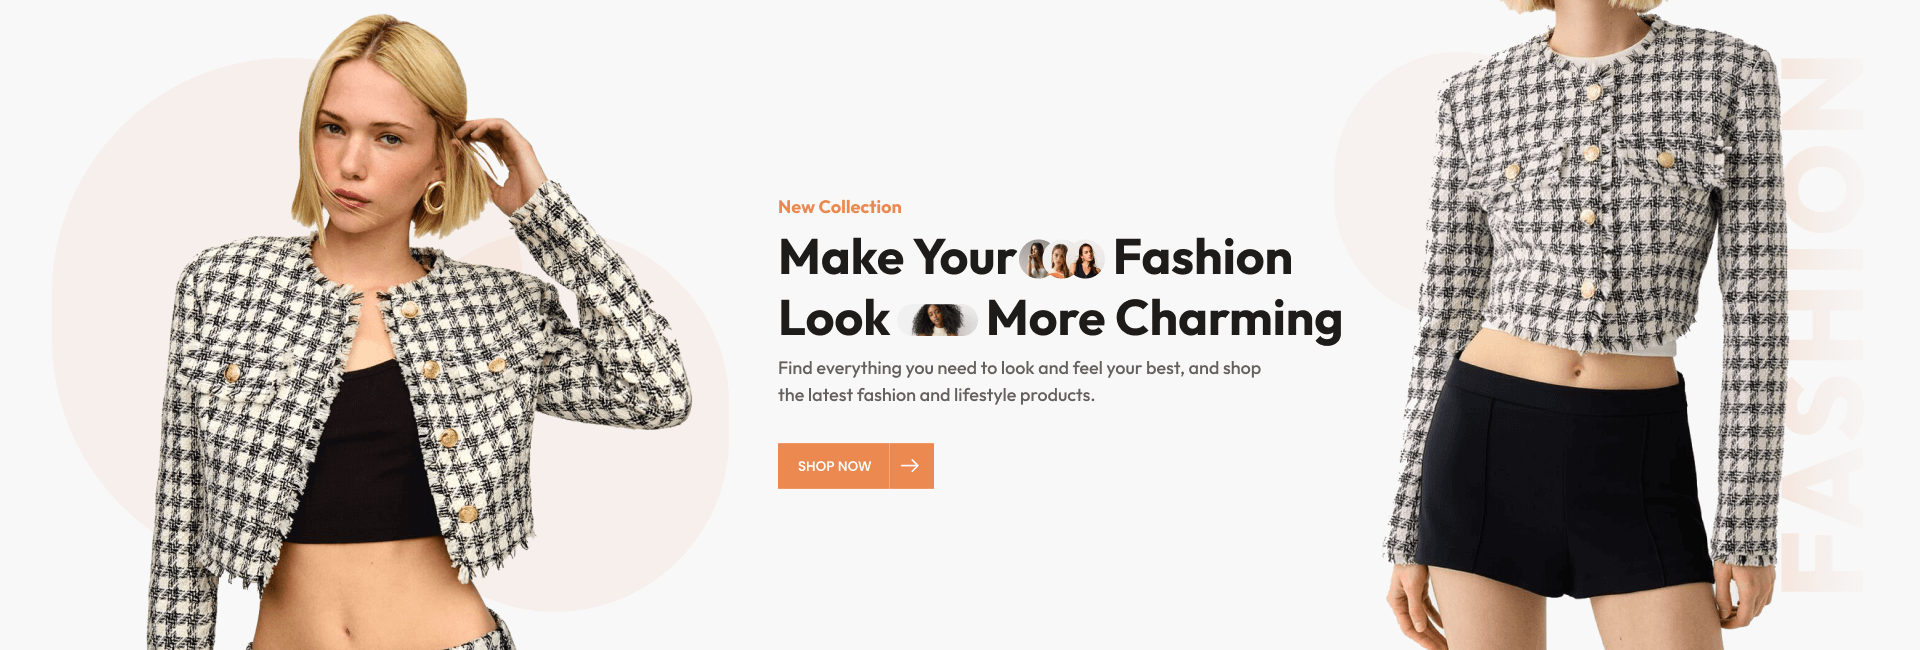 New Collection
Make Your Fashion
Look More Charming
Find everything you need to look and feel your best, and shop
the latest fashion and lifestyle products.
SHOP NOW
FASHION